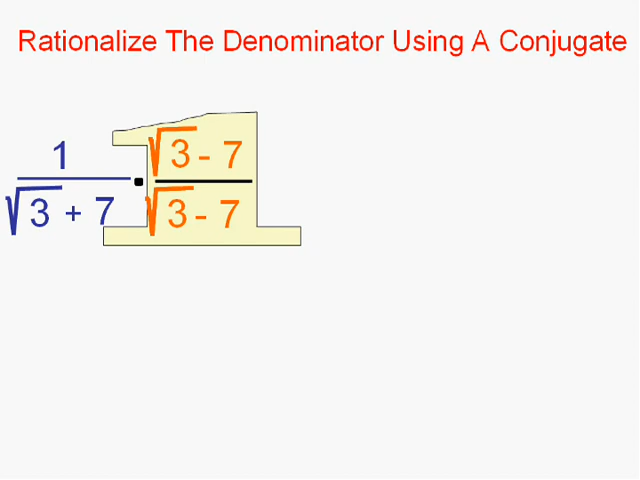 Rationalize The Denominator Using A Conjugate
1 √3 - 7
√3 + 7 · √3 - 7